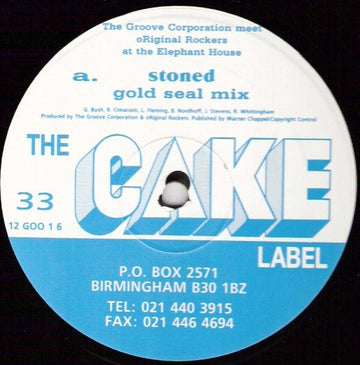 The Groove Corporation meet
oRiginal Rockers
at the Elephant House
a. stoned
gold seal mix
G. Bush, R. Cimarosti, L. Fleming, B. Nordhoff, J. Stevens, R. Whittingham
Produced by The Groove Corporation & oRiginal Rockers. Published by Warner Chappell/Copyright Control
THE
CAKE
33
12 GOO 1 6
LABEL
P.O. BOX 2571
BIRMINGHAM B30 1BZ
TEL: 021 440 3915
FAX: 021 446 4694